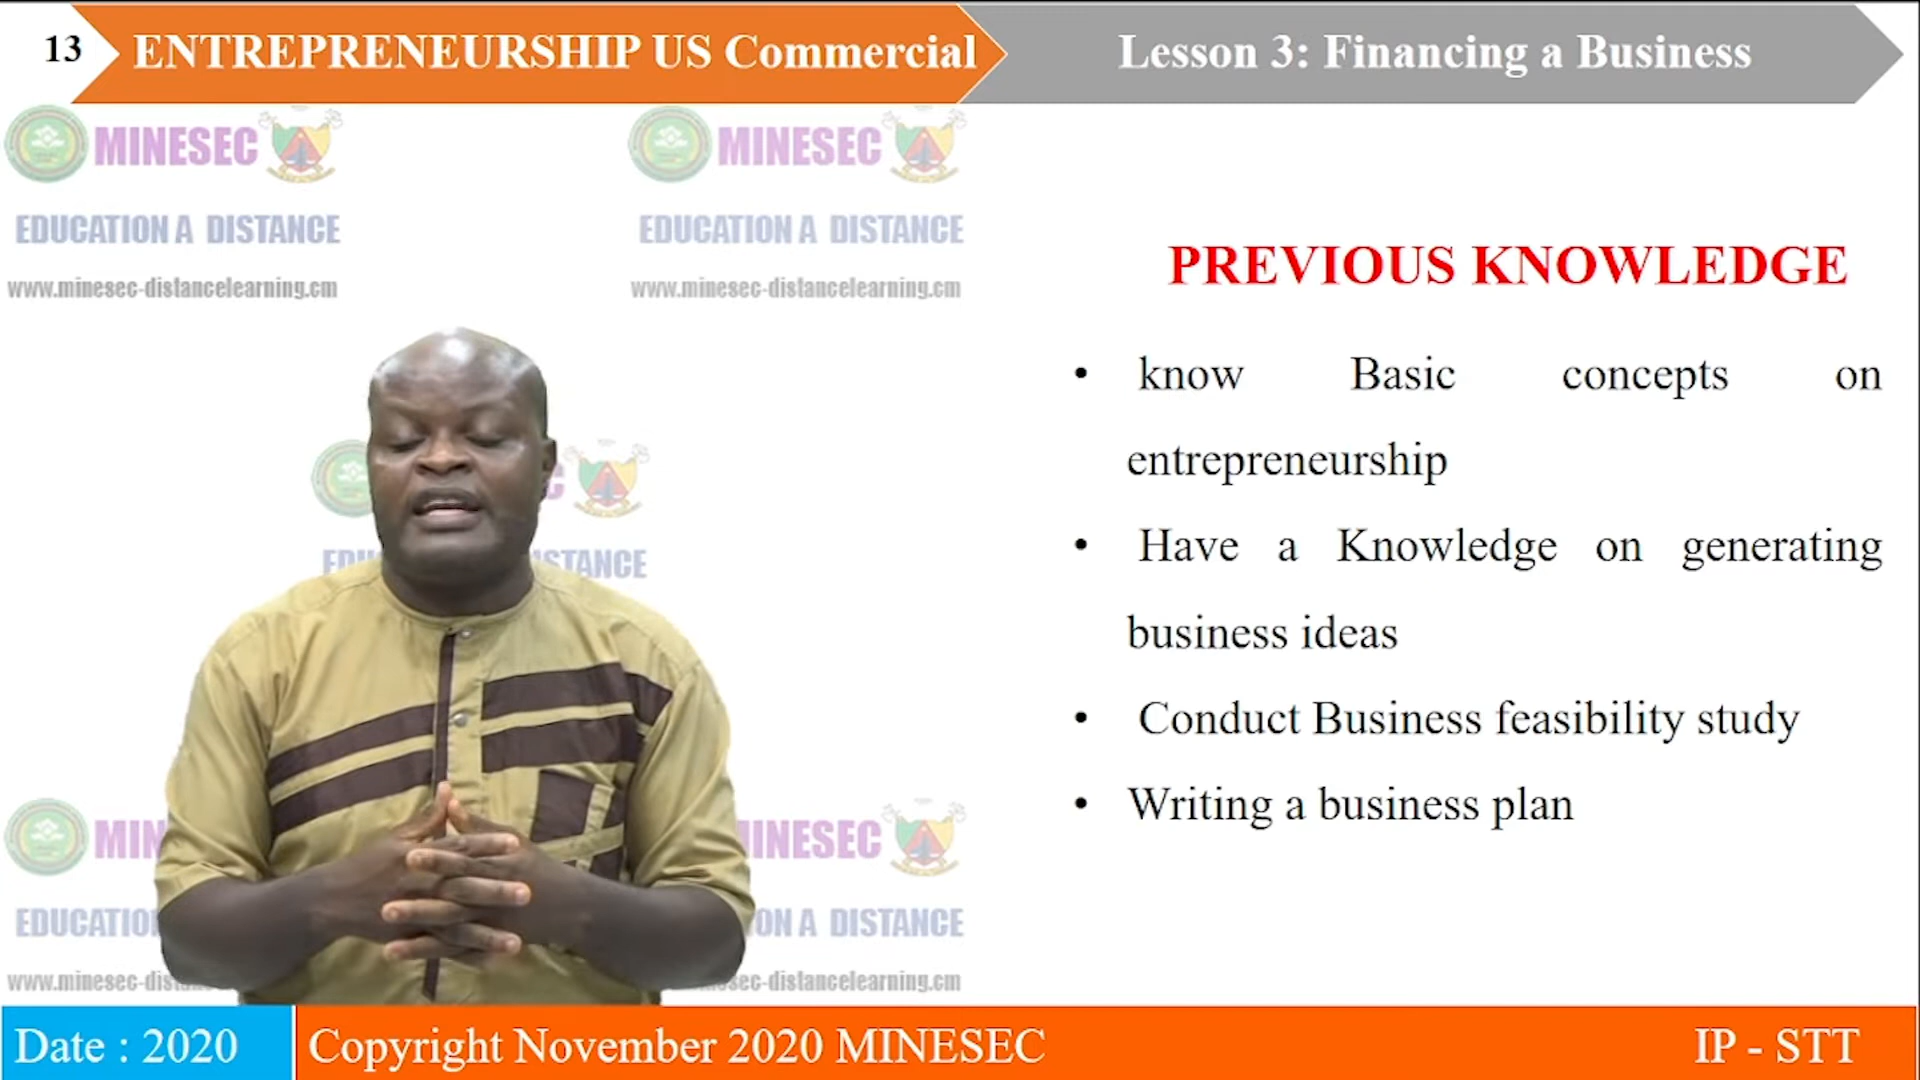 13 ENTREPRENEURSHIP US Commercial Lesson 3: Financing a Business
MINESEC MINESEC
EDUCATION A DISTANCE EDUCATION A DISTANCE
www.minesec-distancelearning.cm www.minesec-distancelearning.cm
PREVIOUS KNOWLEDGE
• know Basic concepts on
entrepreneurship
• Have a Knowledge on generating
business ideas
• Conduct Business feasibility study
• Writing a business plan
Date : 2020 Copyright November 2020 MINESEC IP - STT